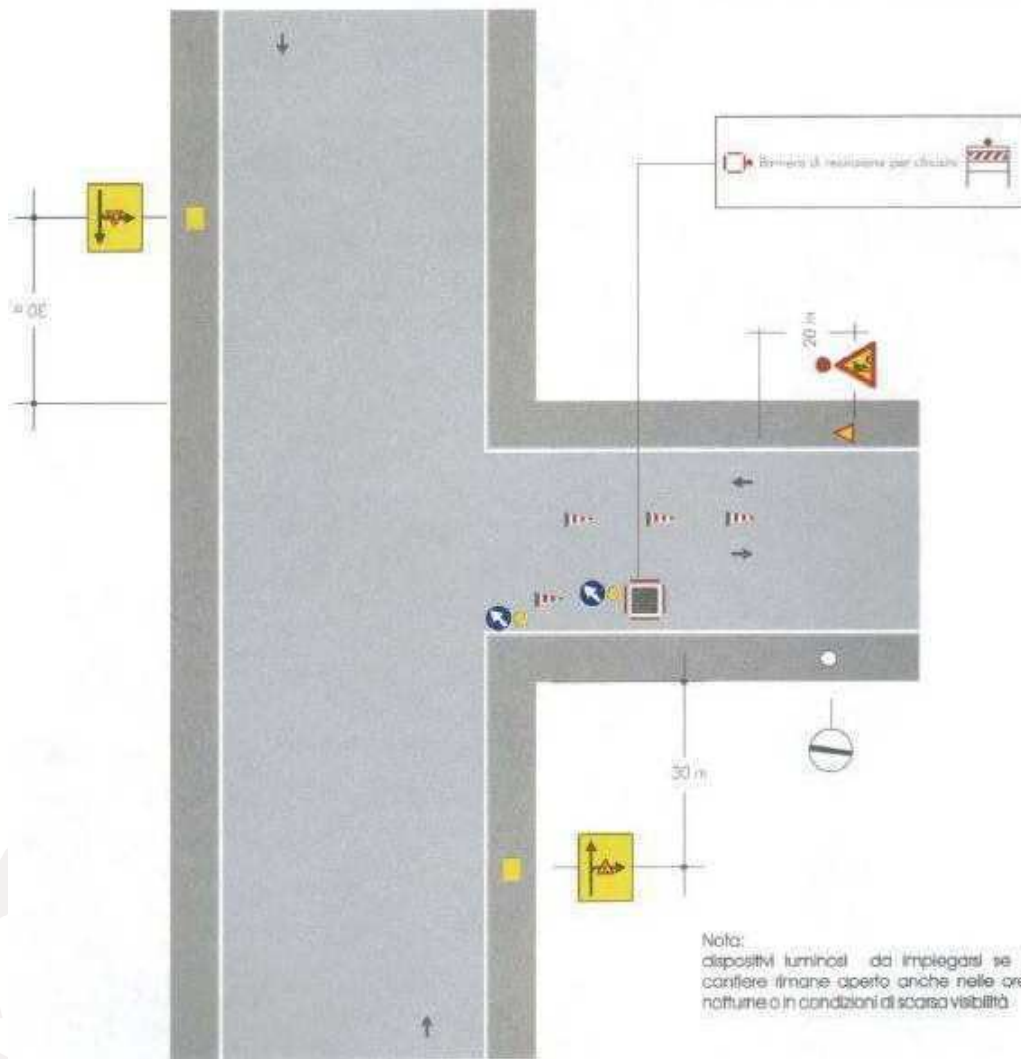 Barriera di recinzione per chiusini
20 m
30 m
30 m
Nota:
dispositivi luminosi da impiegarsi se
cantiere rimane aperto anche nelle ore
notturne o in condizioni di scarsa visibilità